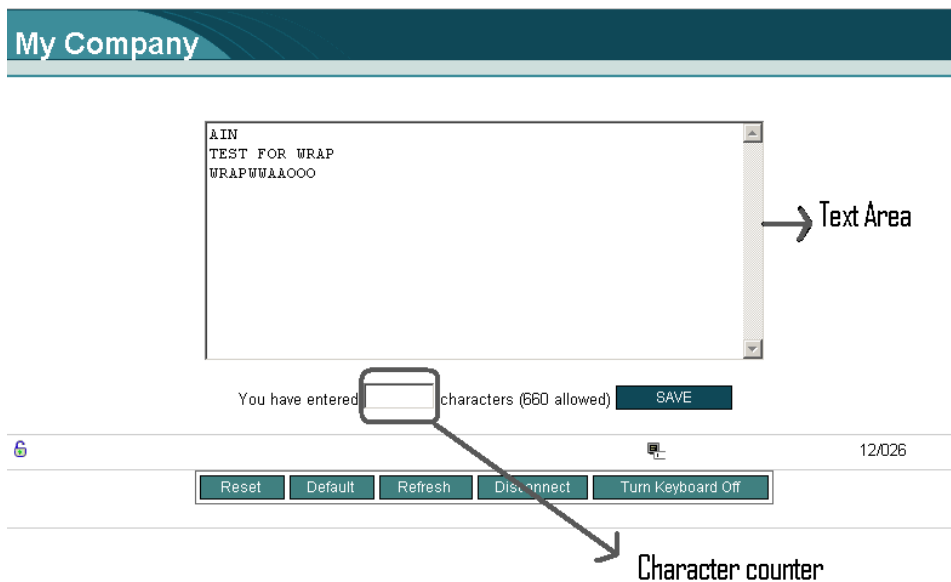 My Company
AIN
TEST FOR WRAP
WRAPWWAAOOO
Text Area
You have entered characters (660 allowed) SAVE
12/026
Reset Default Refresh Disconnect Turn Keyboard Off
Character counter